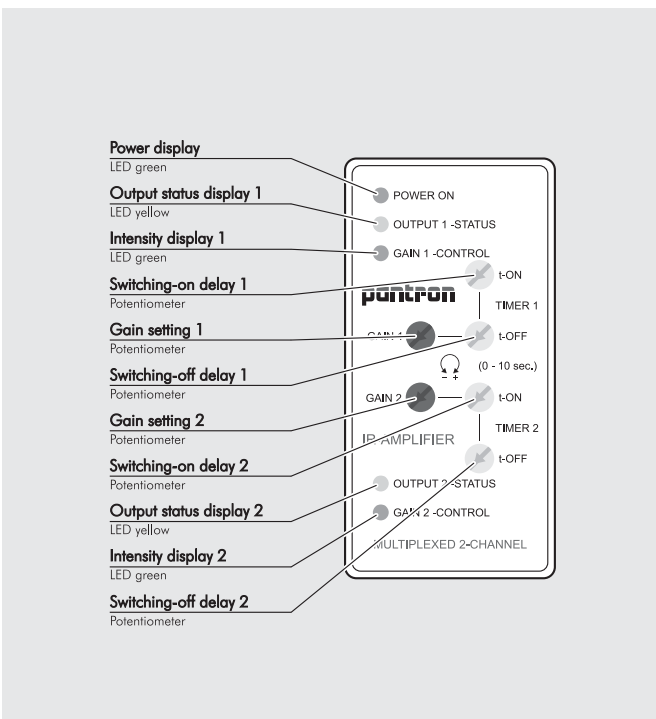 Power display
LED green
Output status display 1
LED yellow
Intensity display 1
LED green
Switching-on delay 1
Potentiometer
Gain setting 1
Potentiometer
Switching-off delay 1
Potentiometer
Gain setting 2
Potentiometer
Switching-on delay 2
Potentiometer
Output status display 2
LED yellow
Intensity display 2
LED green
Switching-off delay 2
Potentiometer
POWER ON
OUTPUT 1 -STATUS
GAIN 1 -CONTROL
t-ON
pantron
TIMER 1
GAIN 1
t-OFF
- +
(0 - 10 sec.)
GAIN 2
t-ON
TIMER 2
IR AMPLIFIER
t-OFF
OUTPUT 2 -STATUS
GAIN 2 -CONTROL
MULTIPLEXED 2-CHANNEL